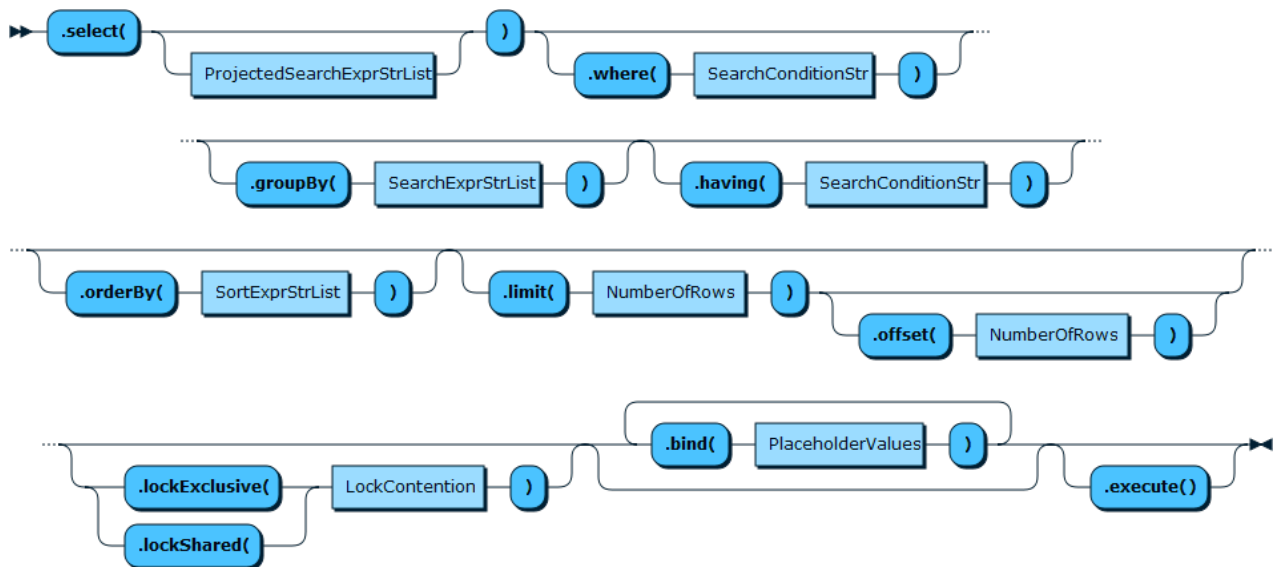 .select( )
ProjectedSearchExprStrList .where( SearchConditionStr )
.groupBy( SearchExprStrList ) .having( SearchConditionStr )
.orderBy( SortExprStrList ) .limit( NumberOfRows )
.offset( NumberOfRows )
.bind( PlaceholderValues )
.lockExclusive( LockContention ) .execute()
.lockShared(